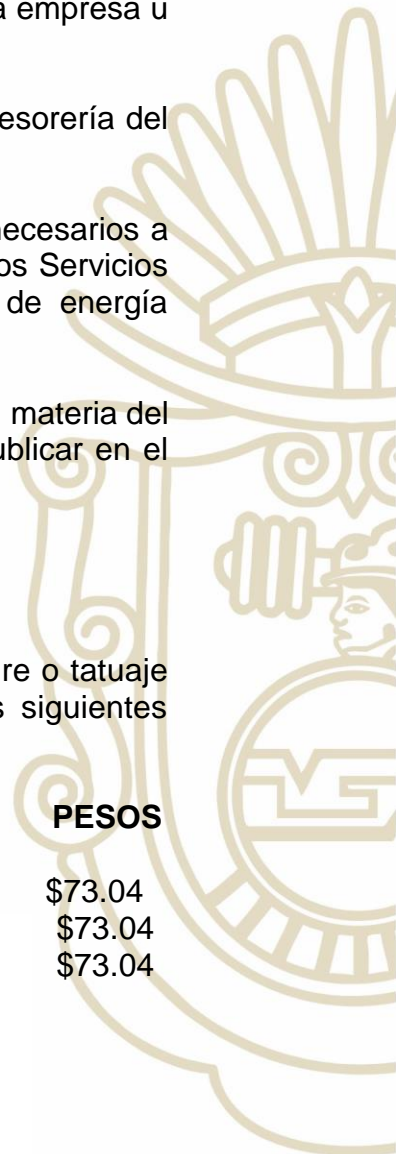 a empresa u
esorería del
necesarios a
os Servicios
de energía
materia del
ublicar en el
re o tatuaje
s siguientes
PESOS
$73.04
$73.04
$73.04